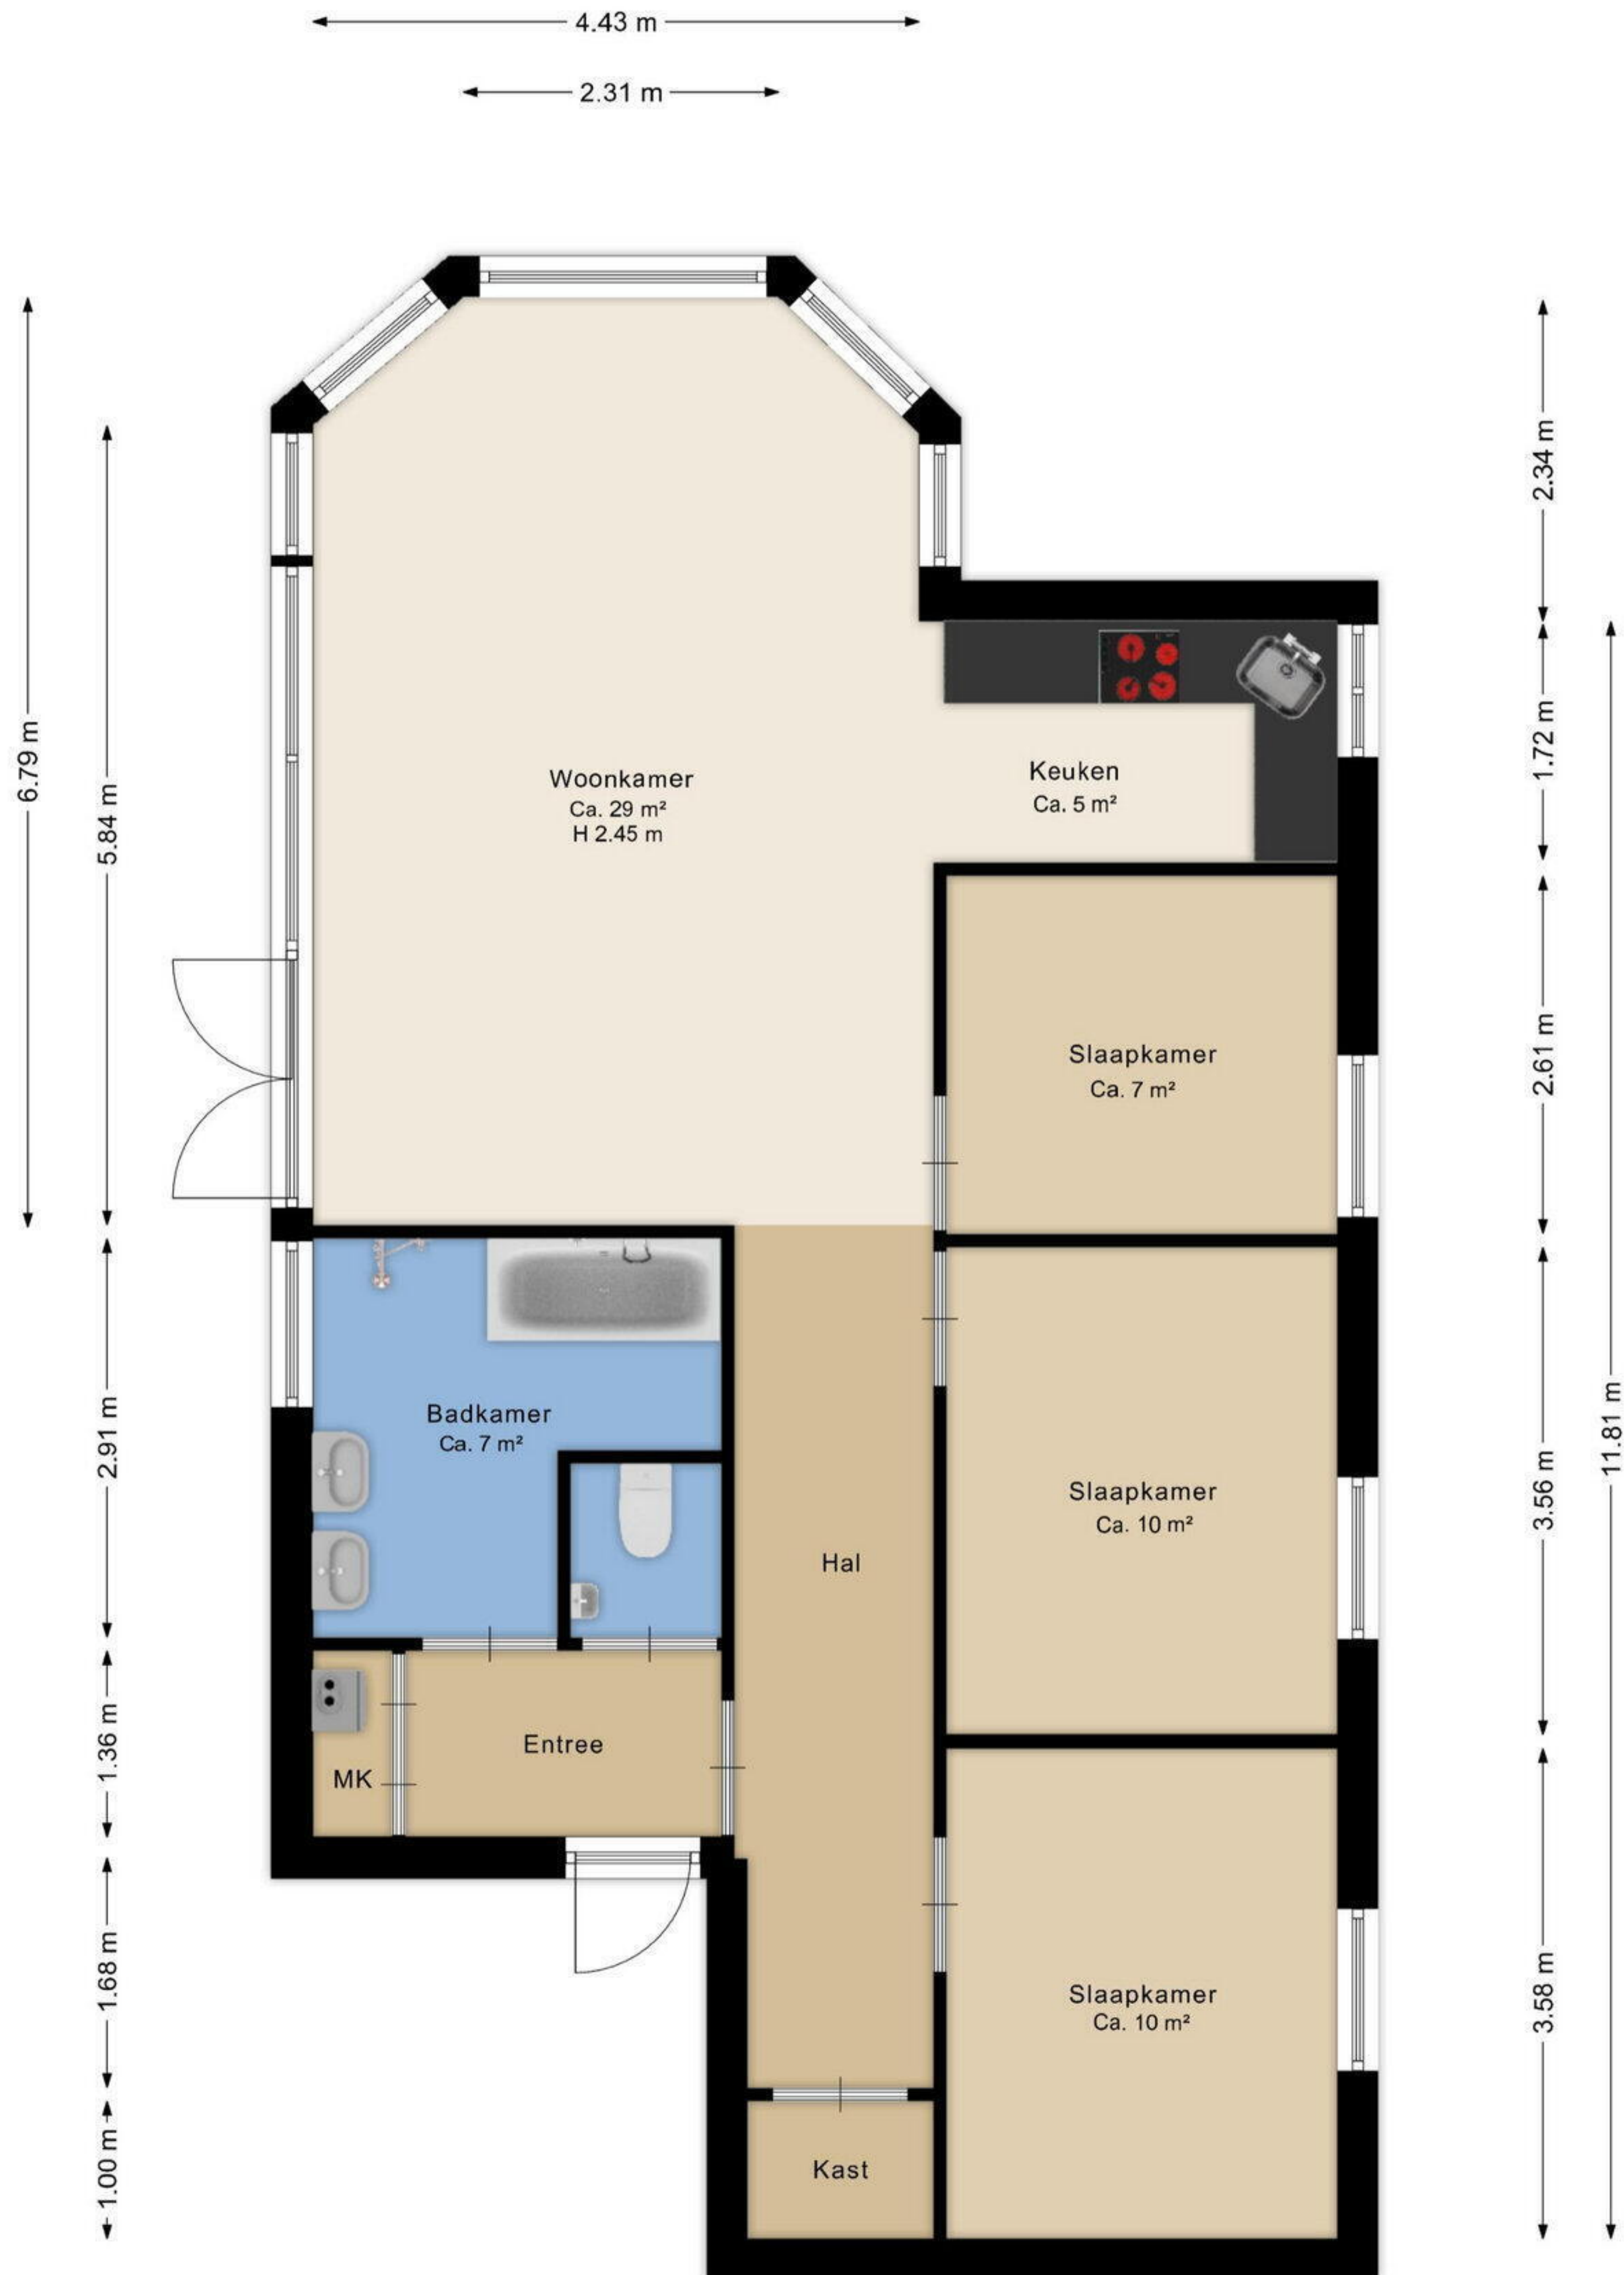 4.43 m
2.31 m
6.79 m
5.84 m
2.34 m
1.72 m
Woonkamer
Ca. 29 m²
H 2.45 m
Keuken
Ca. 5 m²
Slaapkamer
Ca. 7 m²
2.61 m
11.81 m
2.91 m
Badkamer
Ca. 7 m²
Hal
Slaapkamer
Ca. 10 m²
3.56 m
1.36 m
MK
Entree
1.68 m
Slaapkamer
Ca. 10 m²
3.58 m
1.00 m
Kast